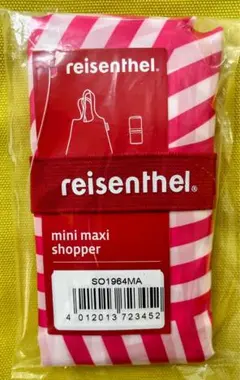 reisenthel®
reisenthel®
mini maxi
shopper
SO1964MA
4 012013 723452